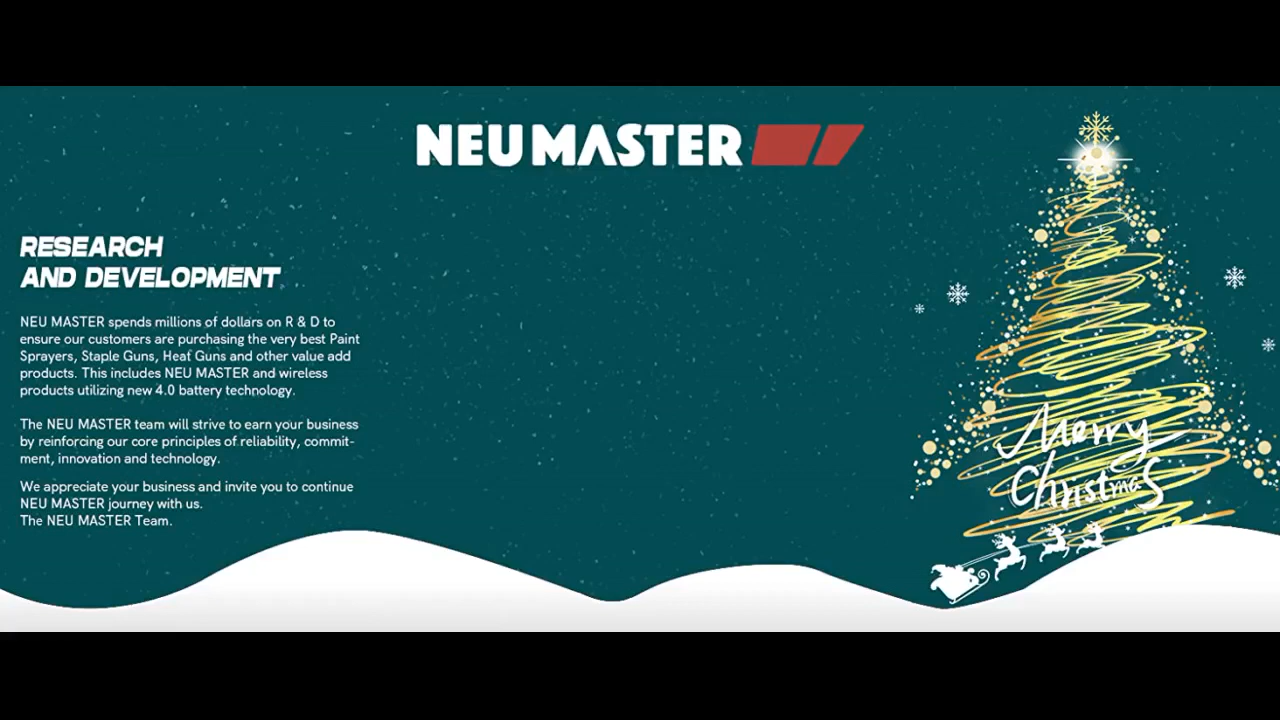 NEU MASTER
RESEARCH
AND DEVELOPMENT
NEU MASTER spends millions of dollars on R & D to
ensure our customers are purchasing the very best Paint
Sprayers, Staple Guns, Heat Guns and other value add
products. This includes NEU MASTER and wireless
products utilizing new 4.0 battery technology.
The NEU MASTER team will strive to earn your business
by reinforcing our core principles of reliability, commit-
ment, innovation and technology.
We appreciate your business and invite you to continue
NEU MASTER journey with us.
The NEU MASTER Team.
Merry
Christmas